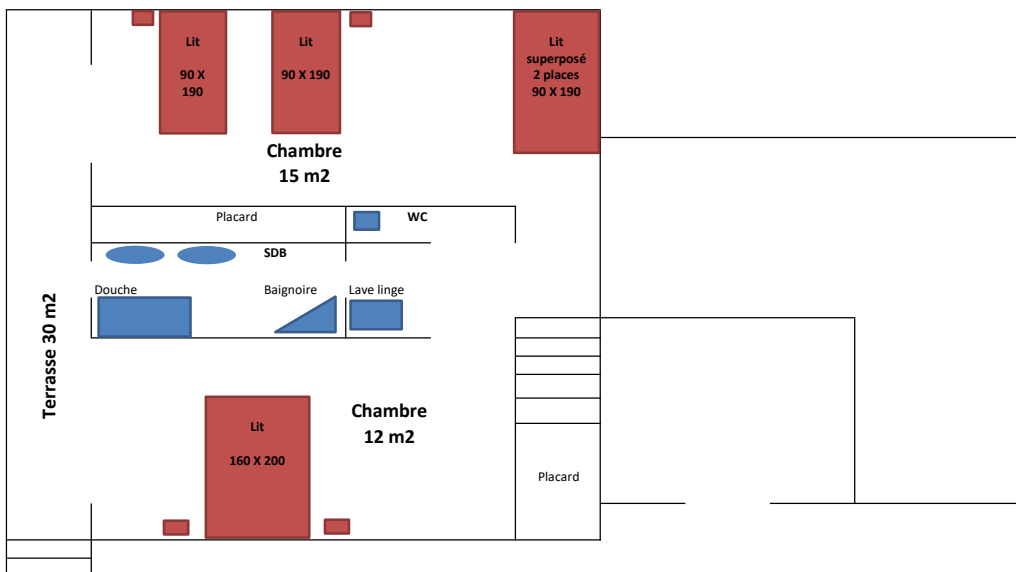 Lit
90 X
190
Lit
90 X 190
Lit
superposé
2 places
90 X 190
Chambre
15 m2
Placard
WC
SDB
Douche
Baignoire
Lave linge
Terrasse 30 m2
Chambre
12 m2
Lit
160 X 200
Placard